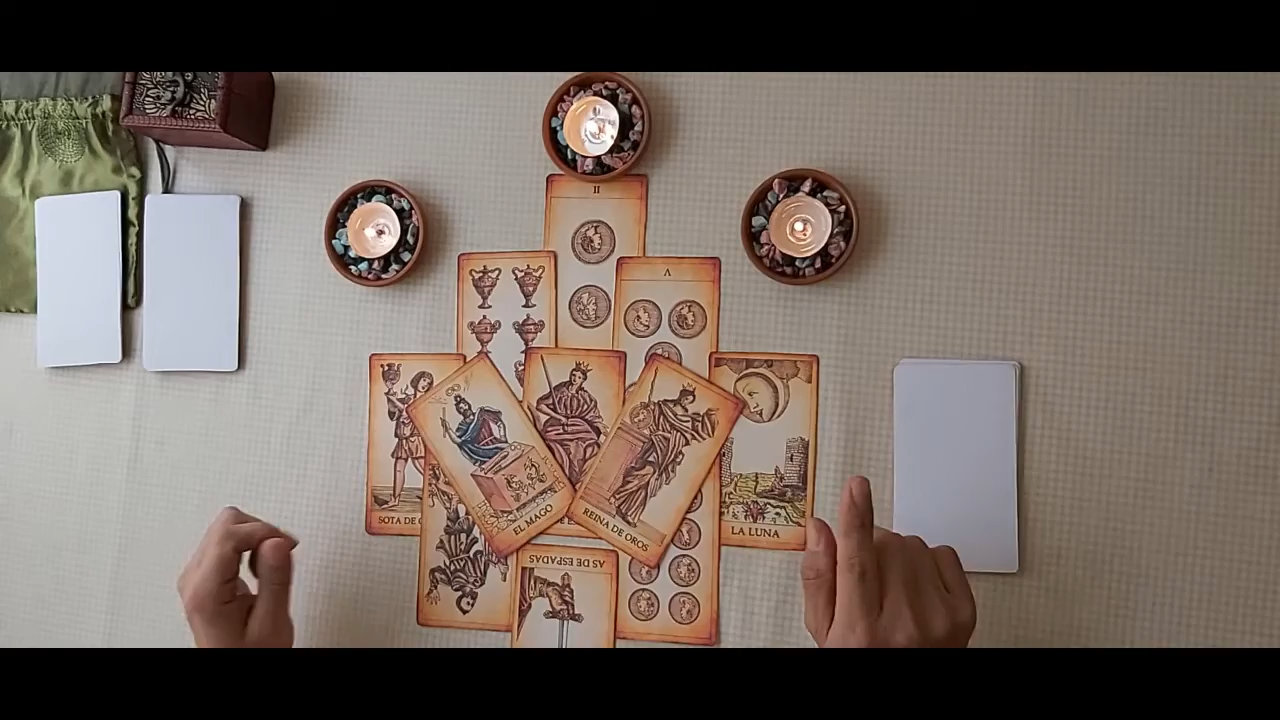 II
V
SOTA DE
EL MAGO
REINA DE OROS
LA LUNA
AS DE ESPADAS